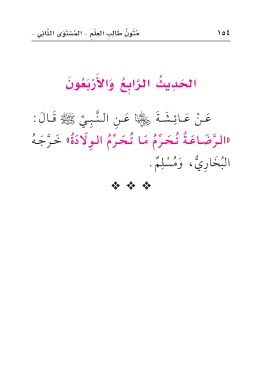 ١٥٤ مُتُونُ طَالِبِ العِلْمِ - المُسْتَوَى الثَّانِي -
الحَدِيثُ الرَّابِعُ وَالأَرْبَعُونَ
عَنْ عَائِشَةَ ﵂ عَنِ النَّبِيِّ ﷺ قَالَ:
«الرَّضَاعَةُ تُحَرِّمُ مَا تُحَرِّمُ الوِلَادَةُ» خَرَّجَهُ
البُخَارِيُّ، وَمُسْلِمٌ.